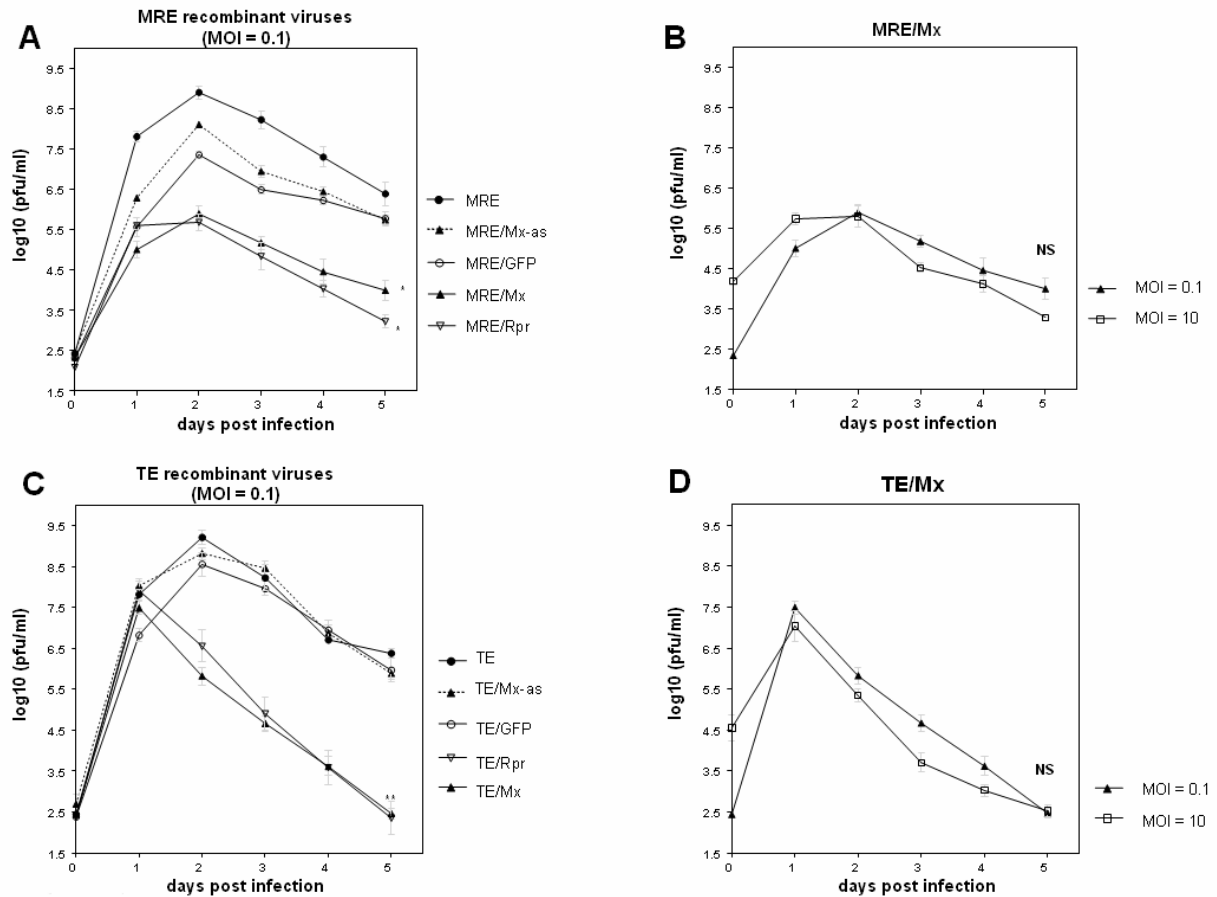 A
MRE recombinant viruses
(MOI = 0.1)
log10 (pfu/ml)
9.5
8.5
7.5
6.5
5.5
4.5
3.5
2.5
1.5
0 1 2 3 4 5
days post infection
*
*
MRE
MRE/Mx-as
MRE/GFP
MRE/Mx
MRE/Rpr
B
MRE/Mx
log10 (pfu/ml)
9.5
8.5
7.5
6.5
5.5
4.5
3.5
2.5
1.5
0 1 2 3 4 5
days post infection
NS
MOI = 0.1
MOI = 10
C
TE recombinant viruses
(MOI = 0.1)
log10 (pfu/ml)
9.5
8.5
7.5
6.5
5.5
4.5
3.5
2.5
1.5
0 1 2 3 4 5
days post infection
**
TE
TE/Mx-as
TE/GFP
TE/Rpr
TE/Mx
D
TE/Mx
log10 (pfu/ml)
9.5
8.5
7.5
6.5
5.5
4.5
3.5
2.5
1.5
0 1 2 3 4 5
days post infection
NS
MOI = 0.1
MOI = 10